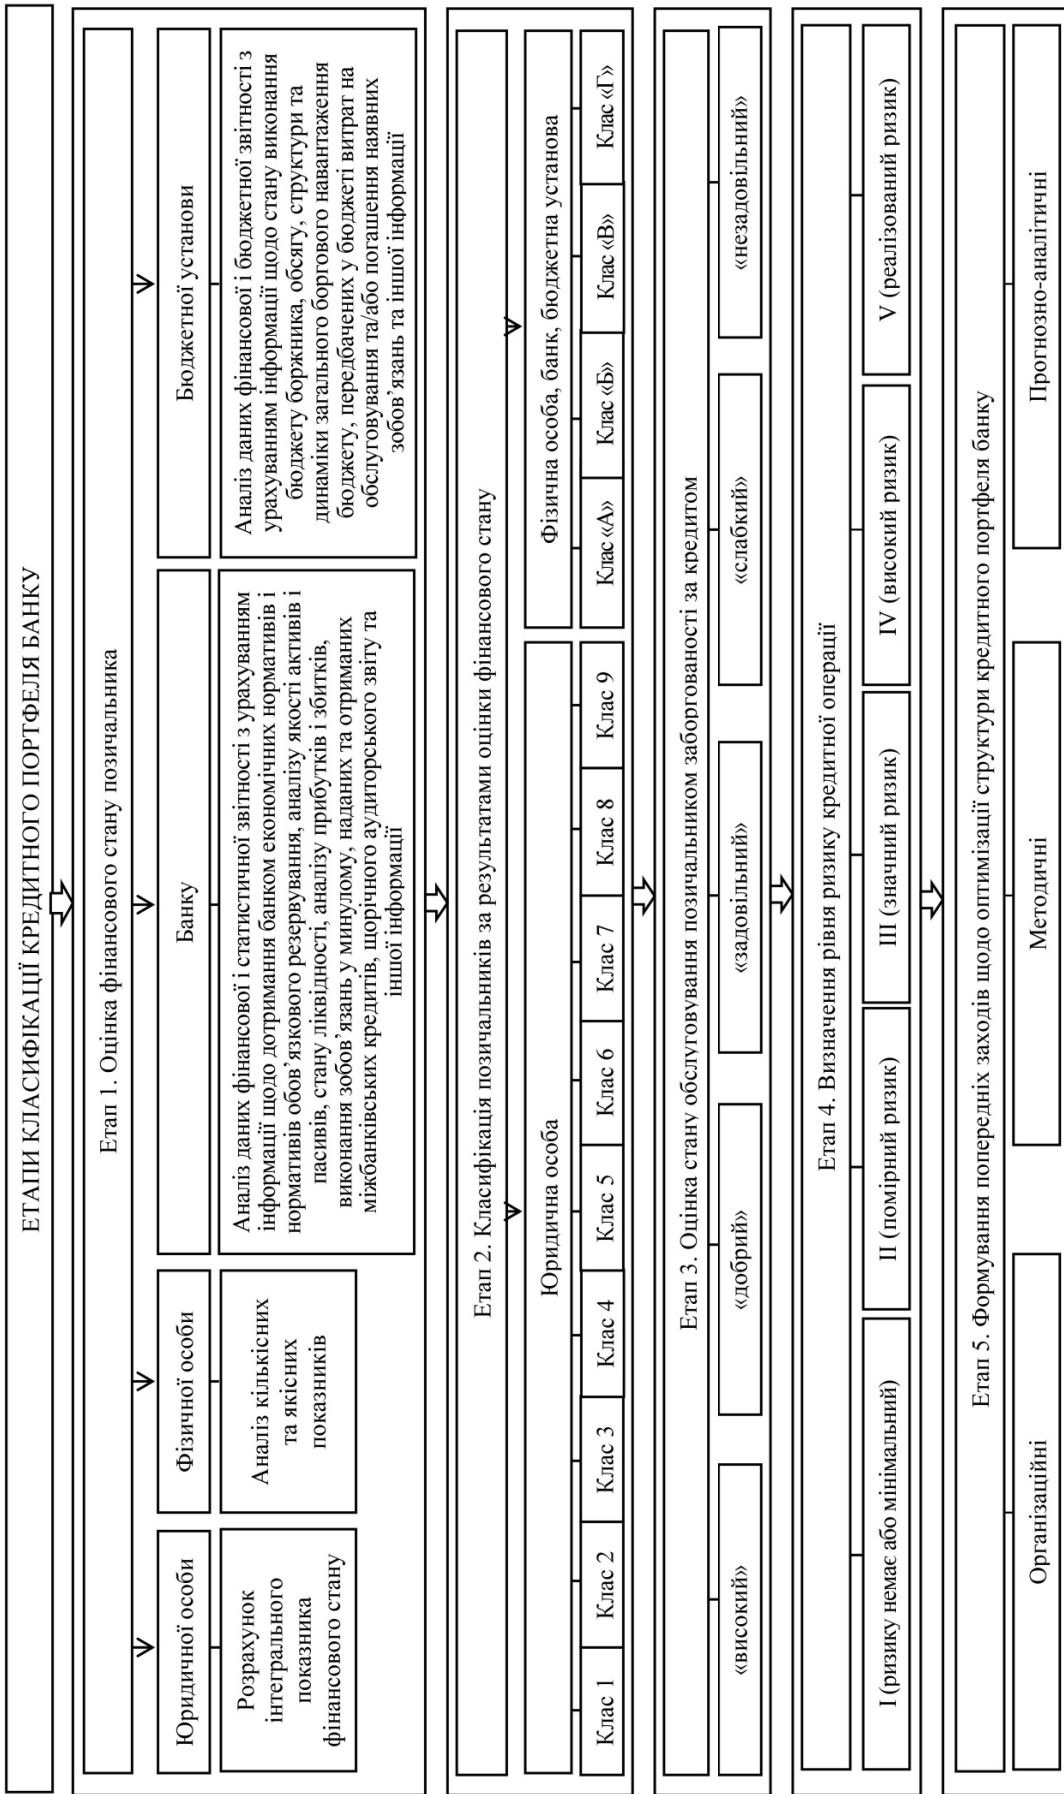 ЕТАПИ КЛАСИФІКАЦІЇ КРЕДИТНОГО ПОРТФЕЛЯ БАНКУ
Етап 1. Оцінка фінансового стану позичальника
Юридичної особи
Розрахунок
інтегрального
показника
фінансового стану
Фізичної особи
Аналіз кількісних
та якісних
показників
Банку
Аналіз даних фінансової і статистичної звітності з урахуванням
інформації щодо дотримання банком економічних нормативів і
нормативів обов’язкового резервування, аналізу якості активів і
пасивів, стану ліквідності, аналізу прибутків і збитків,
виконання зобов’язань у минулому, наданих та отриманих
міжбанківських кредитів, щорічного аудиторського звіту та
іншої інформації
Бюджетної установи
Аналіз даних фінансової і бюджетної звітності з
урахуванням інформації щодо стану виконання
бюджету боржника, обсягу, структури та
динаміки загального боргового навантаження
бюджету, передбачених у бюджеті витрат на
обслуговування та/або погашення наявних
зобов’язань та іншої інформації
Етап 2. Класифікація позичальників за результатами оцінки фінансового стану
Юридична особа
Клас 1
Клас 2
Клас 3
Клас 4
Клас 5
Клас 6
Клас 7
Клас 8
Клас 9
Фізична особа, банк, бюджетна установа
Клас «А»
Клас «Б»
Клас «В»
Клас «Г»
Етап 3. Оцінка стану обслуговування позичальником заборгованості за кредитом
«високий»
«добрий»
«задовільний»
«слабкий»
«незадовільний»
Етап 4. Визначення рівня ризику кредитної операції
I (ризику немає або мінімальний)
II (помірний ризик)
III (значний ризик)
IV (високий ризик)
V (реалізований ризик)
Етап 5. Формування попередніх заходів щодо оптимізації структури кредитного портфеля банку
Організаційні
Методичні
Прогнозно-аналітичні